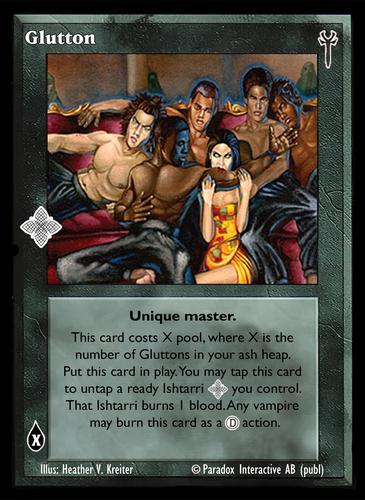 Glutton
Unique master.
This card costs X pool, where X is the
number of Gluttons in your ash heap.
Put this card in play. You may tap this card
to untap a ready Ishtarri you control.
That Ishtarri burns 1 blood. Any vampire
may burn this card as a D action.
X
Illus: Heather V. Kreiter
© Paradox Interactive AB (publ)